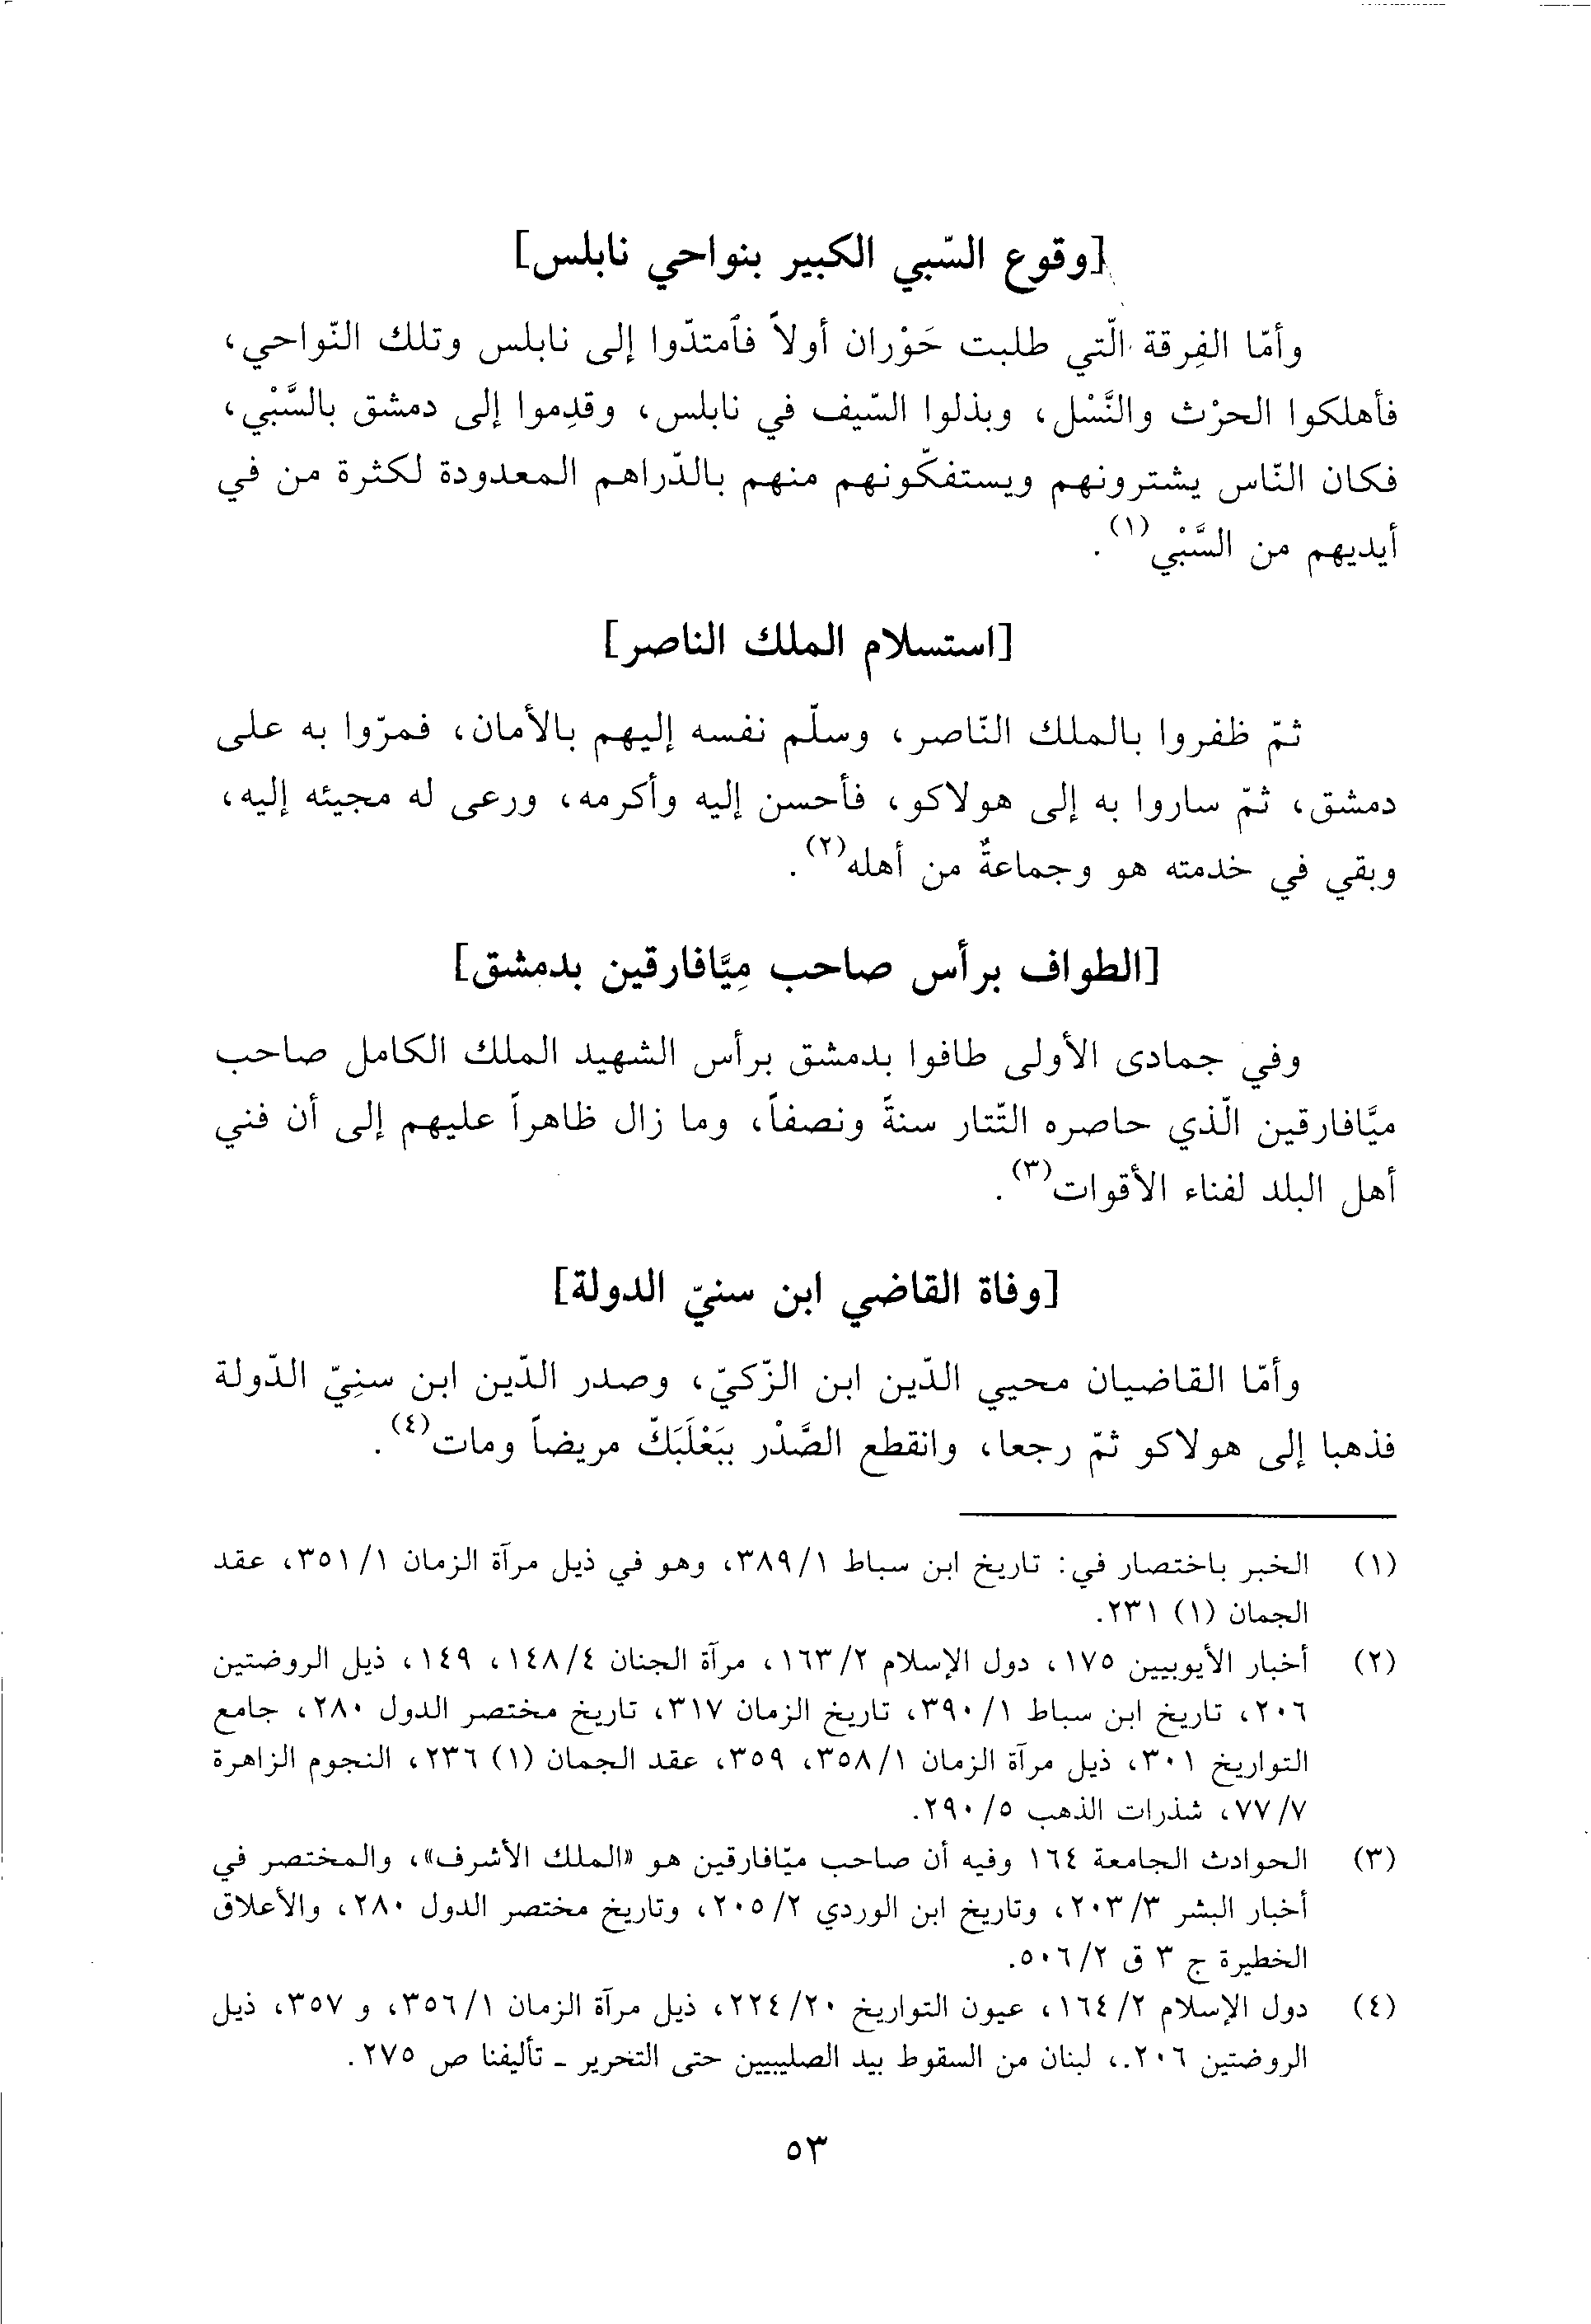 [وقوع السّبي الكبير بنواحي نابلس]
وأمّا الفِرقة الّتي طلبت حَوْران أولاً فأمتدّوا إلى نابلس وتلك النّواحي،
فأهلكوا الحرْث والنَّسْل، وبذلوا السّيف في نابلس، وقدِموا إلى دمشق بالسَّبْي،
فكان النّاس يشترونهم ويستفكّونهم منهم بالدّراهم المعدودة لكثرة من في
أيديهم من السَّبْي(١).
[استسلام الملك الناصر]
ثمّ ظفروا بالملك النّاصر، وسلّم نفسه إليهم بالأمان، فمرّوا به على
دمشق، ثمّ ساروا به إلى هولاكو، فأحسن إليه وأكرمه، ورعى له مجيئه إليه،
وبقي في خدمته هو وجماعةٌ من أهله(٢).
[الطواف برأس صاحب مِيَّافارقين بدمشق]
وفي جمادى الأولى طافوا بدمشق برأس الشهيد الملك الكامل صاحب
ميَّافارقين الّذي حاصره التّتار سنةً ونصفاً، وما زال ظاهراً عليهم إلى أن فني
أهل البلد لفناء الأقوات(٣).
[وفاة القاضي ابن سنيّ الدولة]
وأمّا القاضيان محيي الدّين ابن الزّكيّ، وصدر الدّين ابن سنِيّ الدّولة
فذهبا إلى هولاكو ثمّ رجعا، وانقطع الصَّدْر ببَعْلَبَكّ مريضاً ومات(٤).
(١) الخبر باختصار في: تاريخ ابن سباط ٣٨٩/١، وهو في ذيل مرآة الزمان ٣٥١/١، عقد
الجمان (١) ٢٣١.
(٢) أخبار الأيوبيين ١٧٥، دول الإسلام ١٦٣/٢، مرآة الجنان ١٤٨/٤، ١٤٩، ذيل الروضتين
٢٠٦، تاريخ ابن سباط ٣٩٠/١، تاريخ الزمان ٣١٧، تاريخ مختصر الدول ٢٨٠، جامع
التواريخ ٣٠١، ذيل مرآة الزمان ٣٥٨/١، ٣٥٩، عقد الجمان (١) ٢٣٦، النجوم الزاهرة
٧٧/٧، شذرات الذهب ٢٩٠/٥.
(٣) الحوادث الجامعة ١٦٤ وفيه أن صاحب ميّافارقين هو «الملك الأشرف»، والمختصر في
أخبار البشر ٢٠٣/٣، وتاريخ ابن الوردي ٢٠٥/٢، وتاريخ مختصر الدول ٢٨٠، والأعلاق
الخطيرة ج ٣ ق ٥٠٦/٢.
(٤) دول الإسلام ١٦٤/٢، عيون التواريخ ٢٢٤/٢٠، ذيل مرآة الزمان ٣٥٦/١، و ٣٥٧، ذيل
الروضتين ٢٠٦.، لبنان من السقوط بيد الصليبيين حتى التحرير ـ تأليفنا ص ٢٧٥.
٥٣